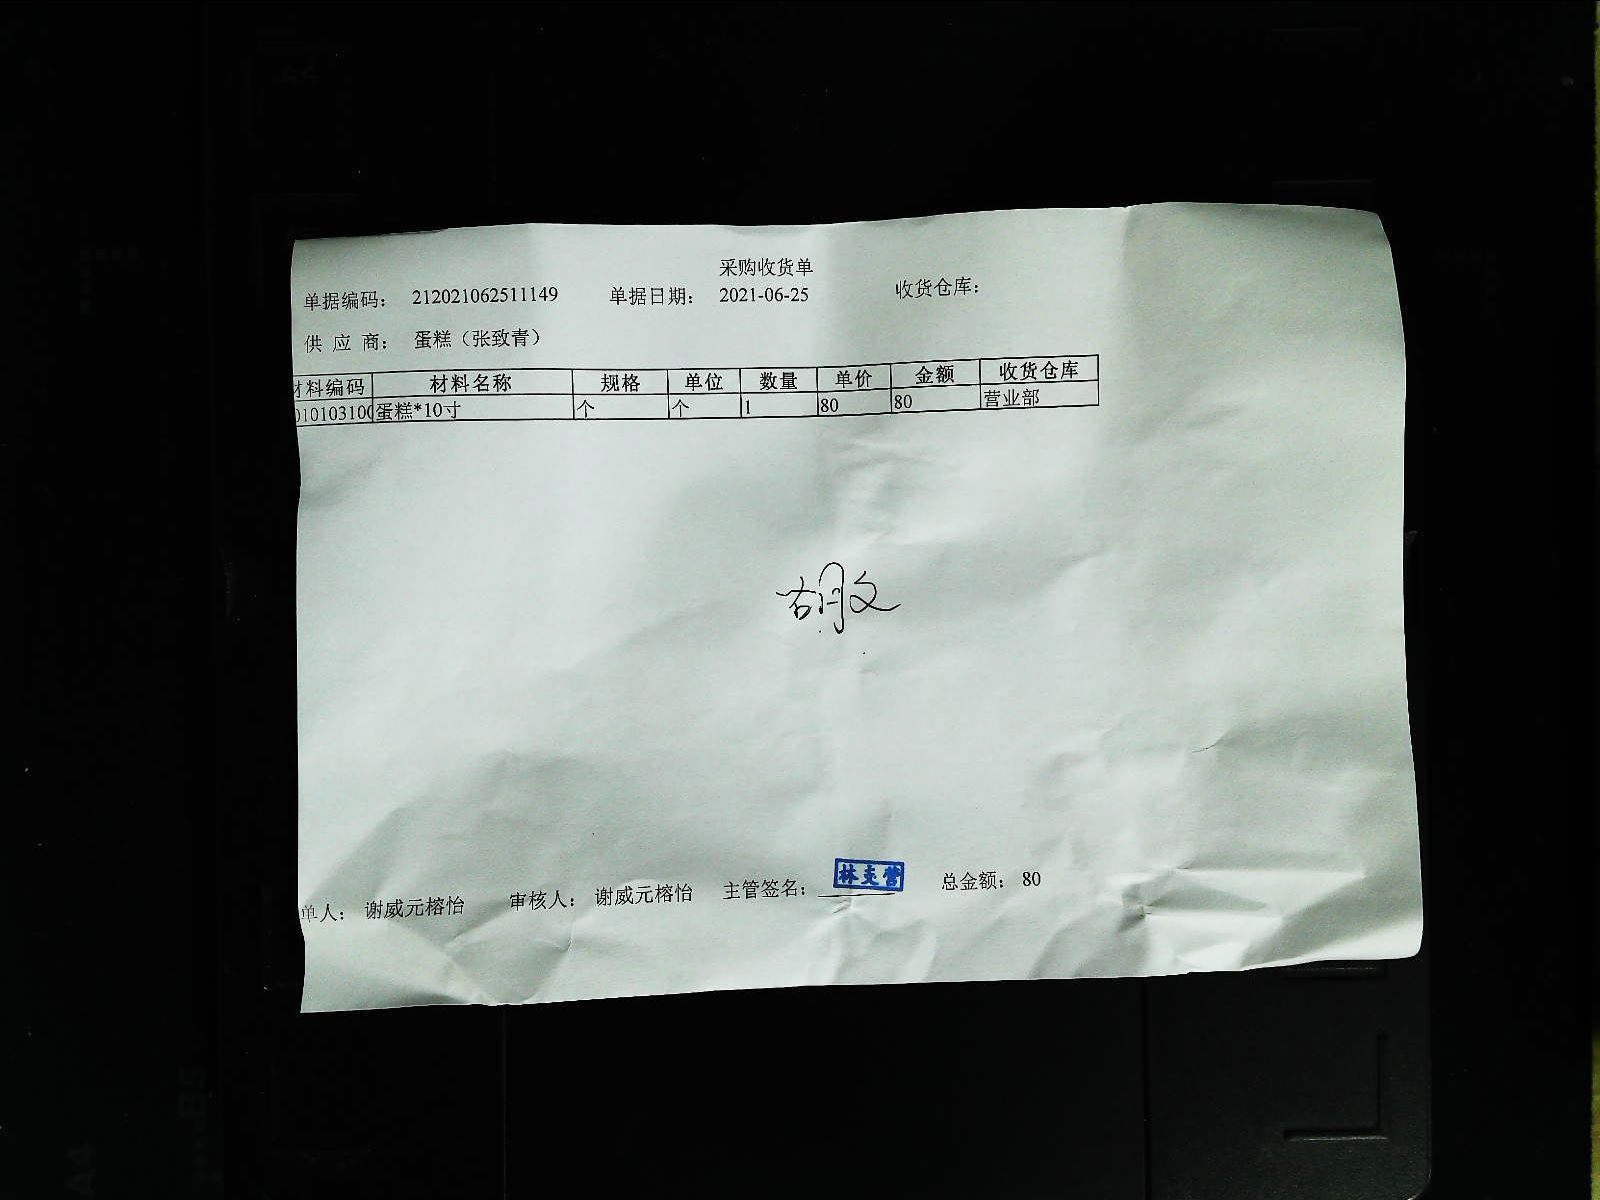 采购收货单
单据编码： 212021062511149 单据日期： 2021-06-25 收货仓库：
供 应 商： 蛋糕（张致青）
材料编码 材料名称 规格 单位 数量 单价 金额 收货仓库
010103100 蛋糕*10寸 个 个 1 80 80 营业部
胡文
单人： 谢威元榕怡 审核人： 谢威元榕怡 主管签名： 林 营 总金额： 80